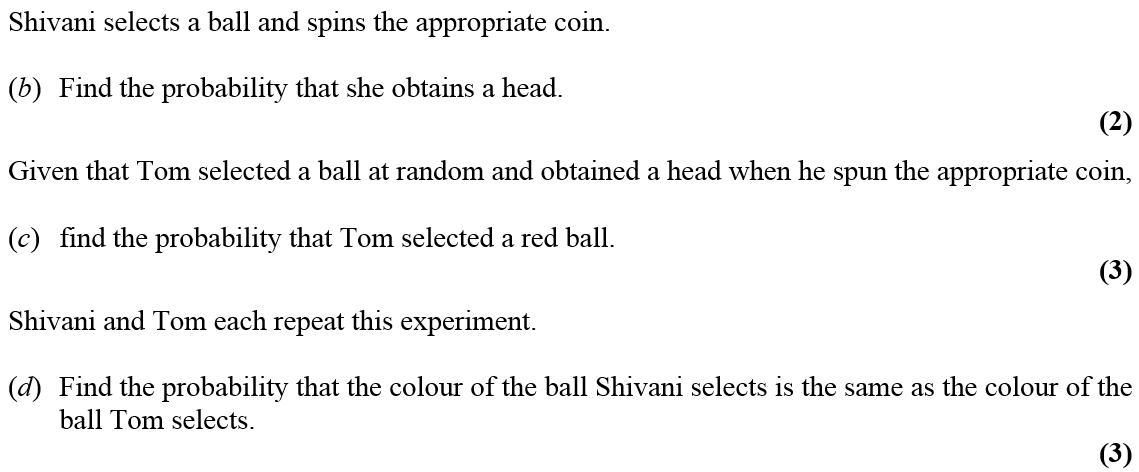 Shivani selects a ball and spins the appropriate coin.
(b) Find the probability that she obtains a head.
(2)
Given that Tom selected a ball at random and obtained a head when he spun the appropriate coin,
(c) find the probability that Tom selected a red ball.
(3)
Shivani and Tom each repeat this experiment.
(d) Find the probability that the colour of the ball Shivani selects is the same as the colour of the
ball Tom selects.
(3)